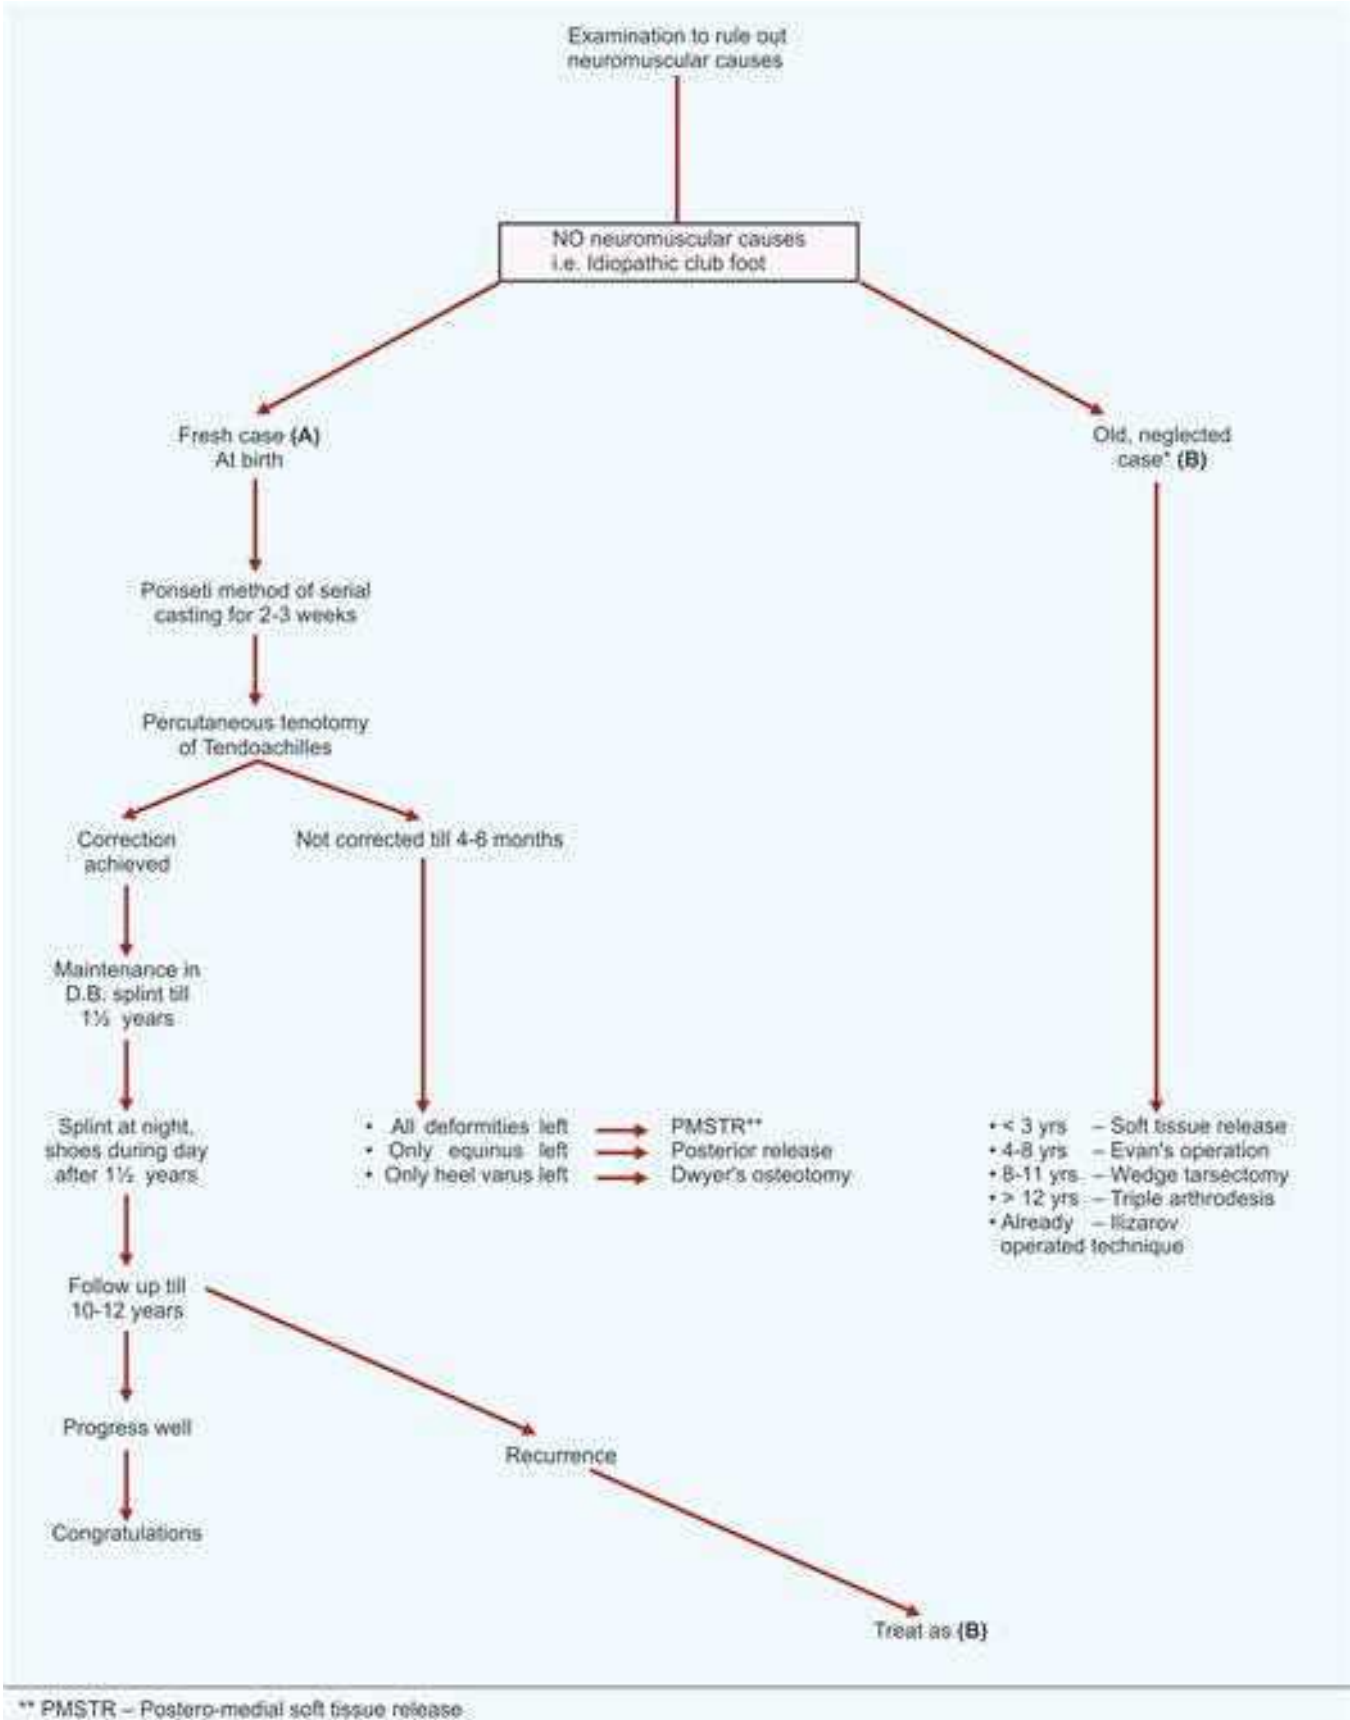 Examination to rule out
neuromuscular causes
NO neuromuscular causes
i.e. Idiopathic club foot
Fresh case (A)
At birth
Old, neglected
case* (B)
Ponseti method of serial
casting for 2-3 weeks
Percutaneous tenotomy
of Tendoachilles
Correction
achieved
Not corrected till 4-6 months
Maintenance in
D.B. splint till
1½ years
Splint at night,
shoes during day
after 1½ years
• All deformities left PMSTR**
• Only equinus left Posterior release
• Only heel varus left Dwyer's osteotomy
• < 3 yrs – Soft tissue release
• 4-8 yrs – Evan's operation
• 8-11 yrs – Wedge tarsectomy
• > 12 yrs – Triple arthrodesis
• Already – Ilizarov
operated technique
Follow up till
10-12 years
Progress well
Recurrence
Congratulations
Treat as (B)
** PMSTR – Postero-medial soft tissue release